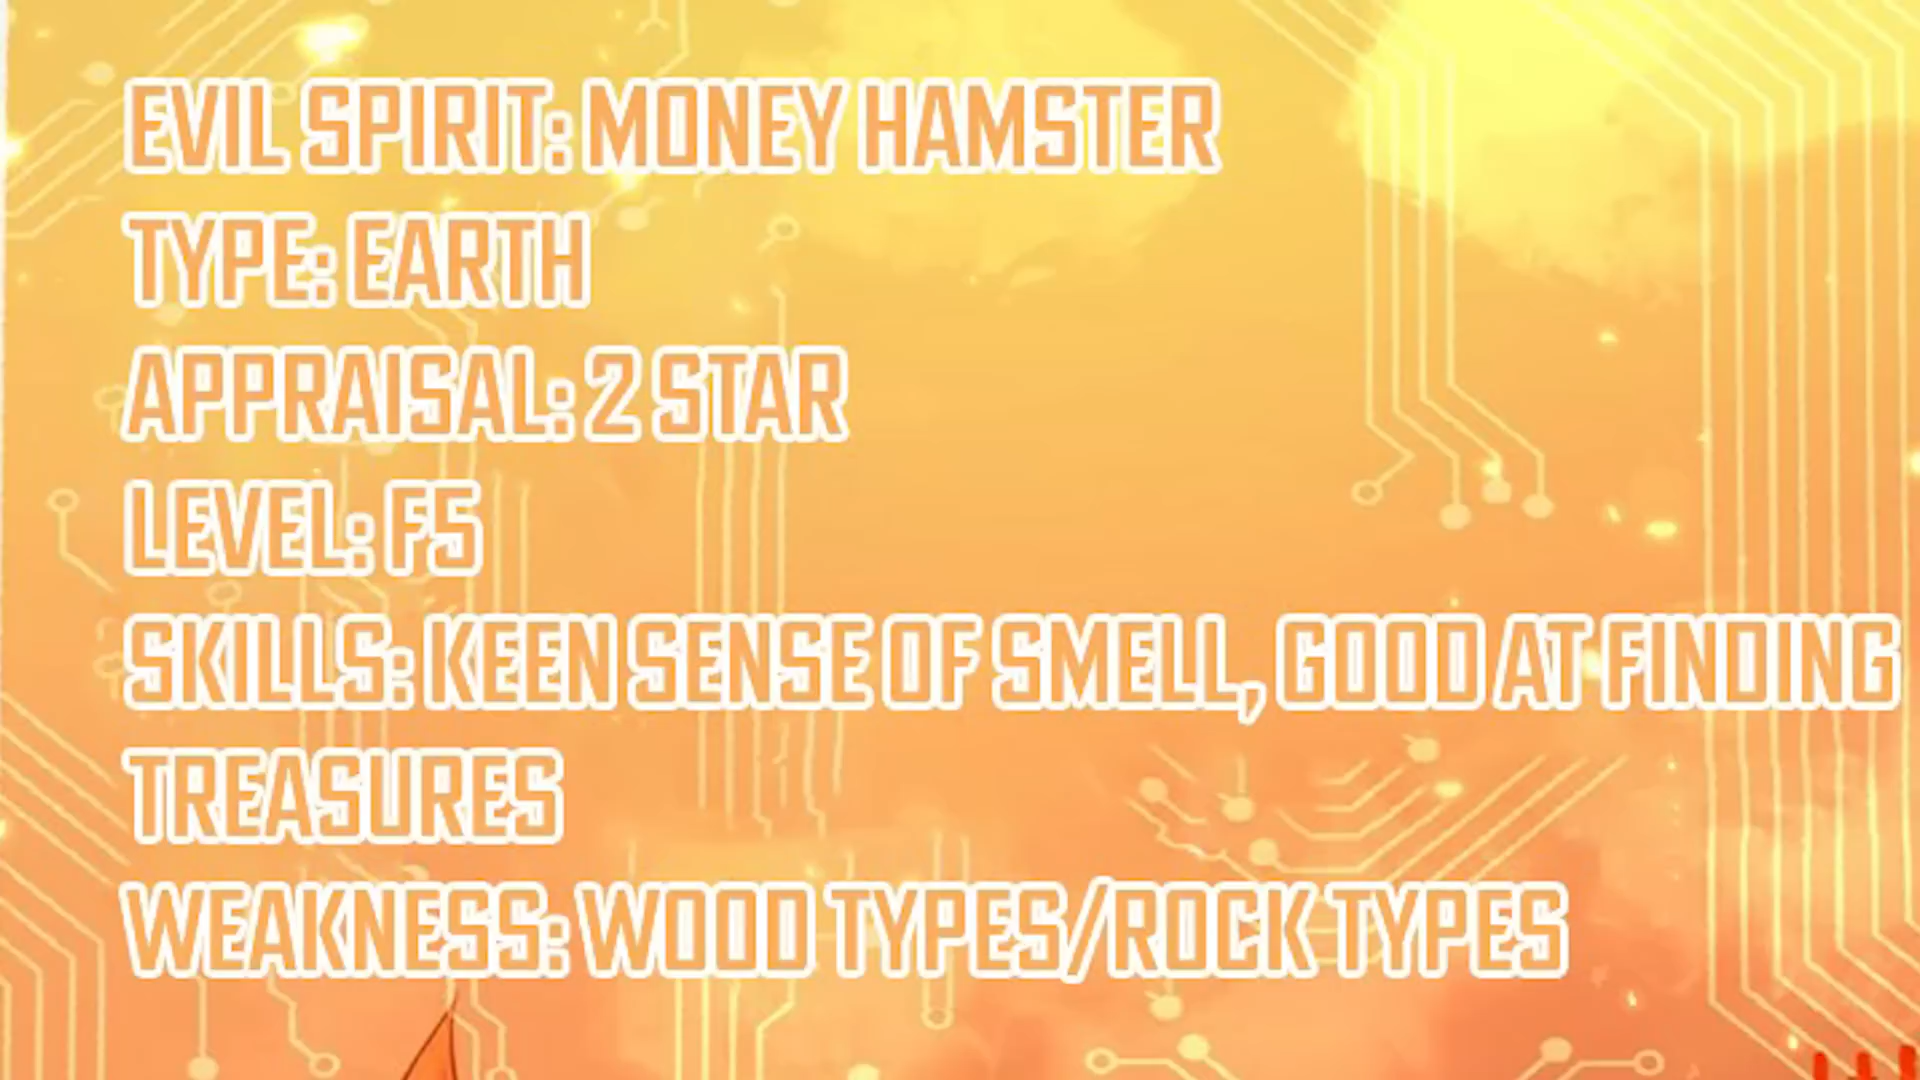 EVIL SPIRIT: MONEY HAMSTER
TYPE: EARTH
APPRAISAL: 2 STAR
LEVEL: F5
SKILLS: KEEN SENSE OF SMELL, GOOD AT FINDING
TREASURES
WEAKNESS: WOOD TYPES/ROCK TYPES